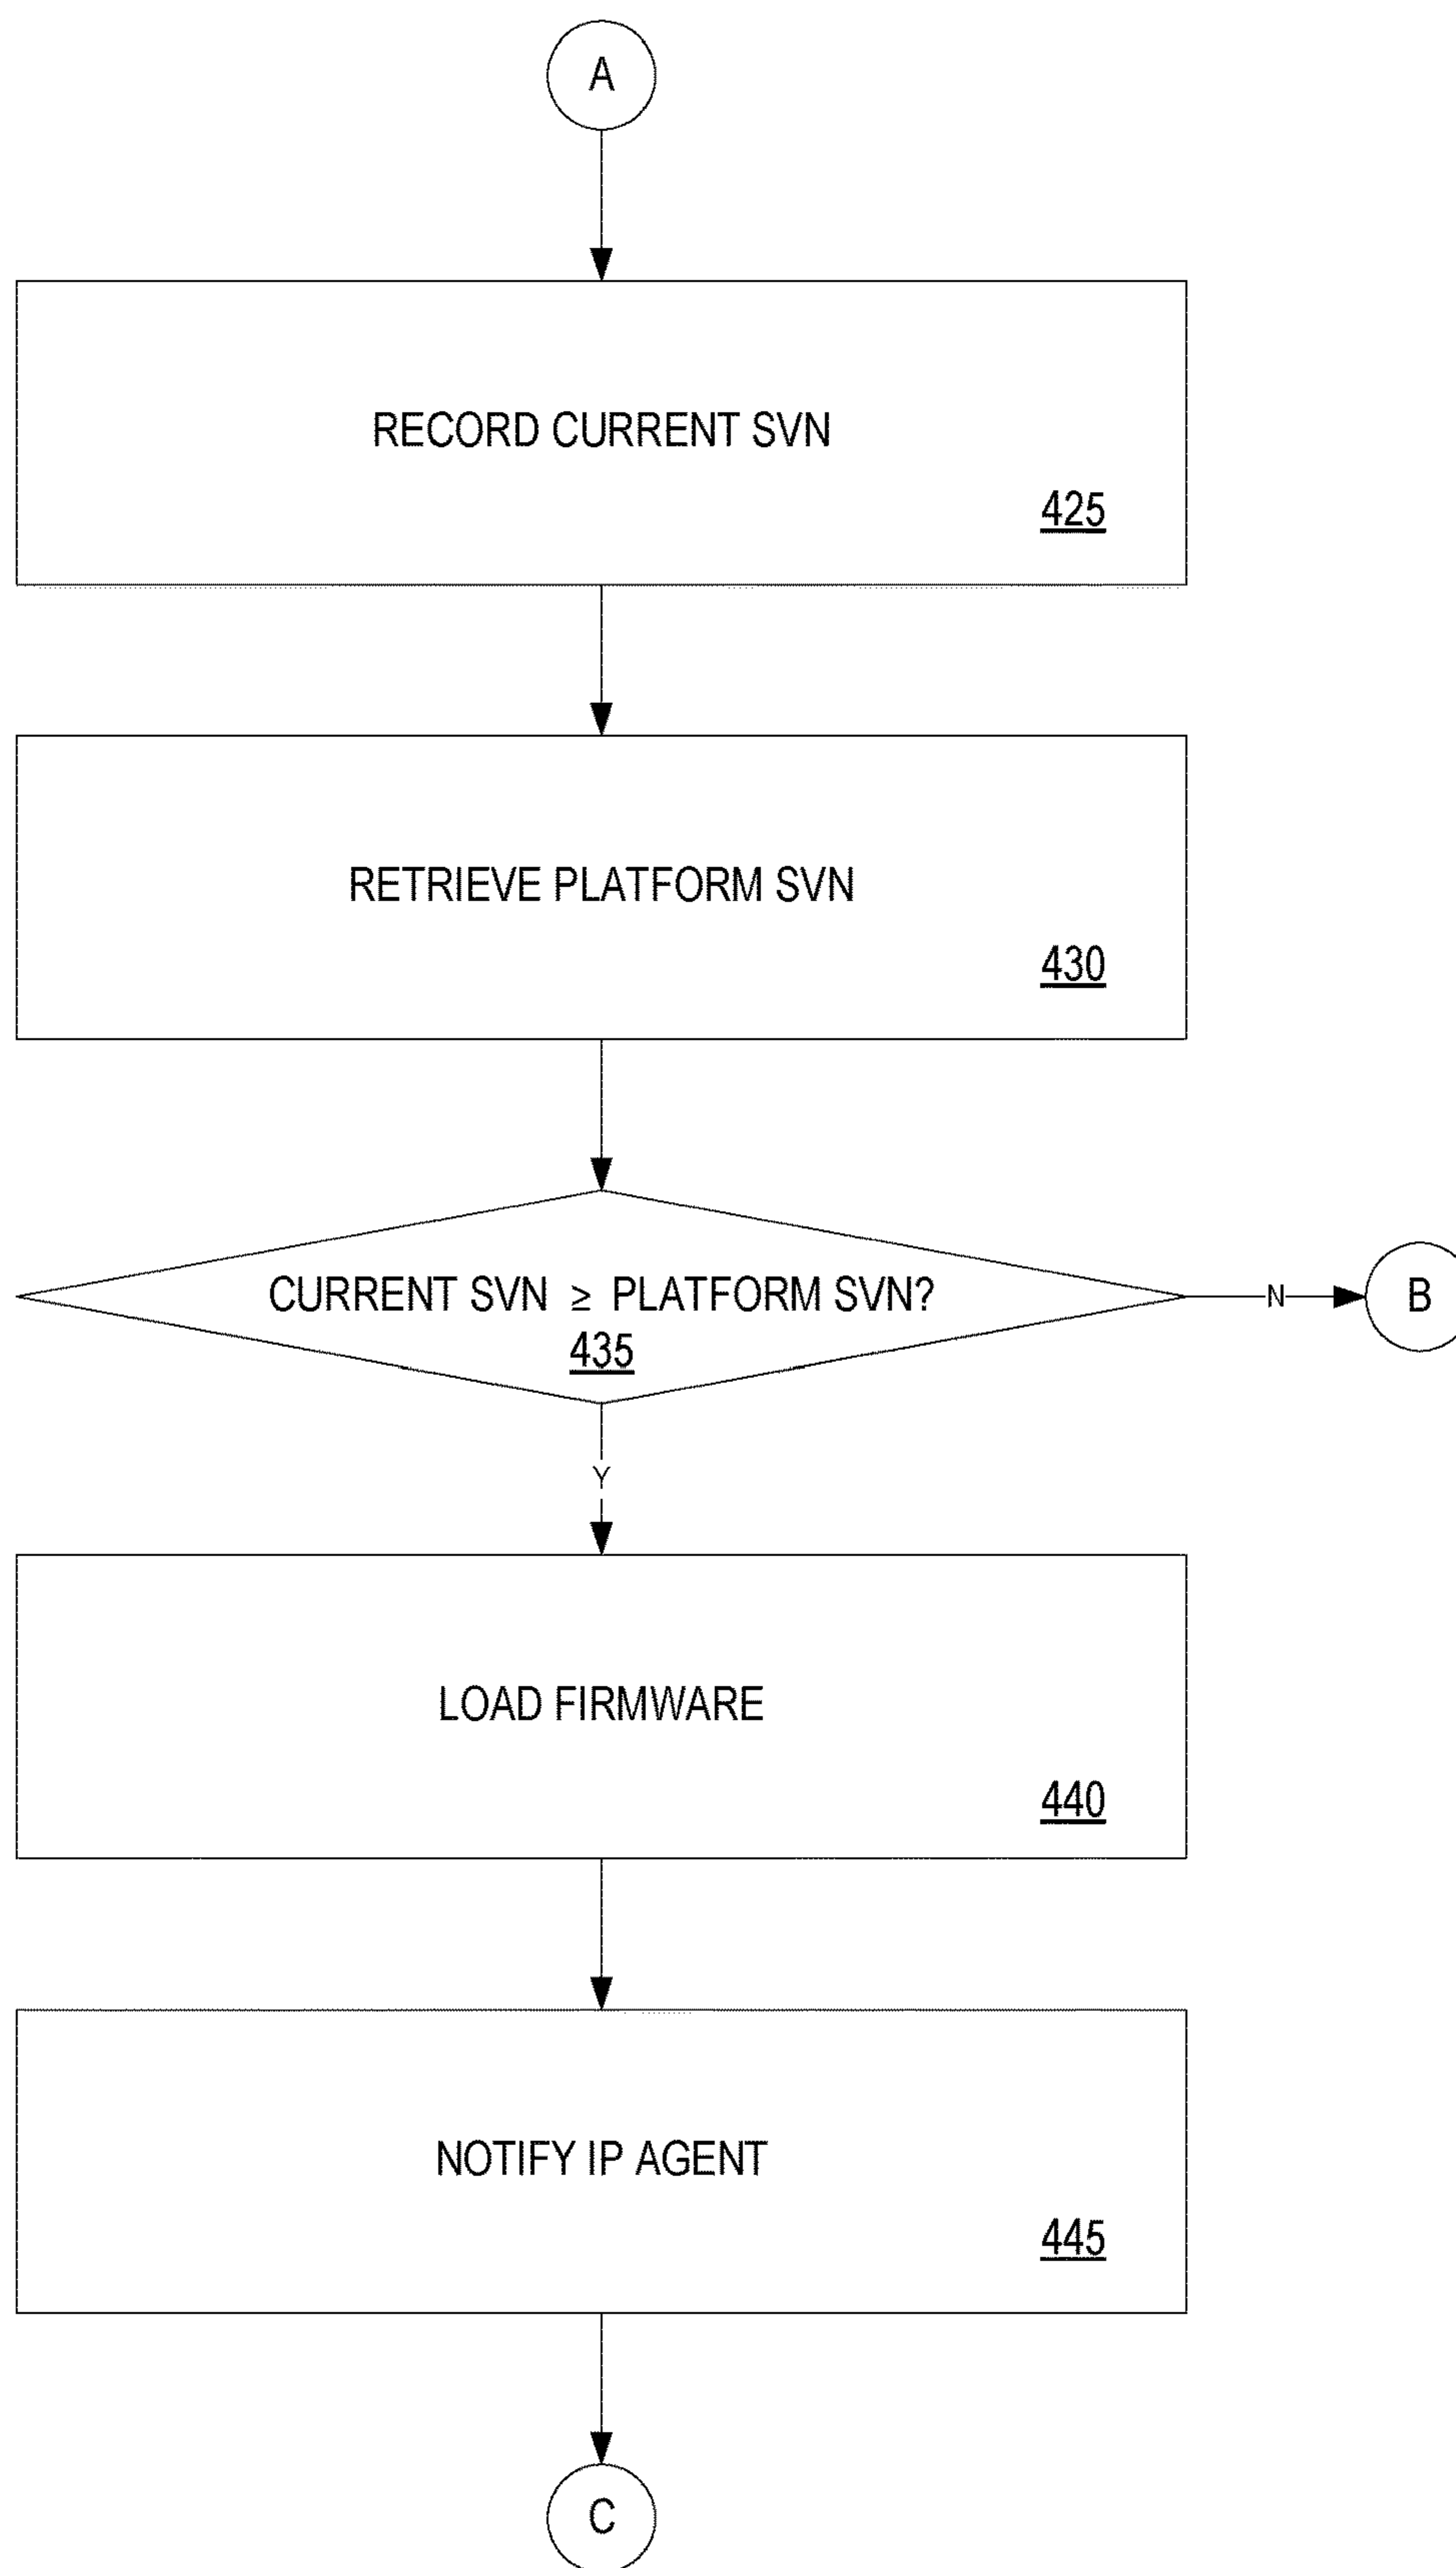 A
RECORD CURRENT SVN
425
RETRIEVE PLATFORM SVN
430
CURRENT SVN ≥ PLATFORM SVN?
435
N
B
Y
LOAD FIRMWARE
440
NOTIFY IP AGENT
445
C